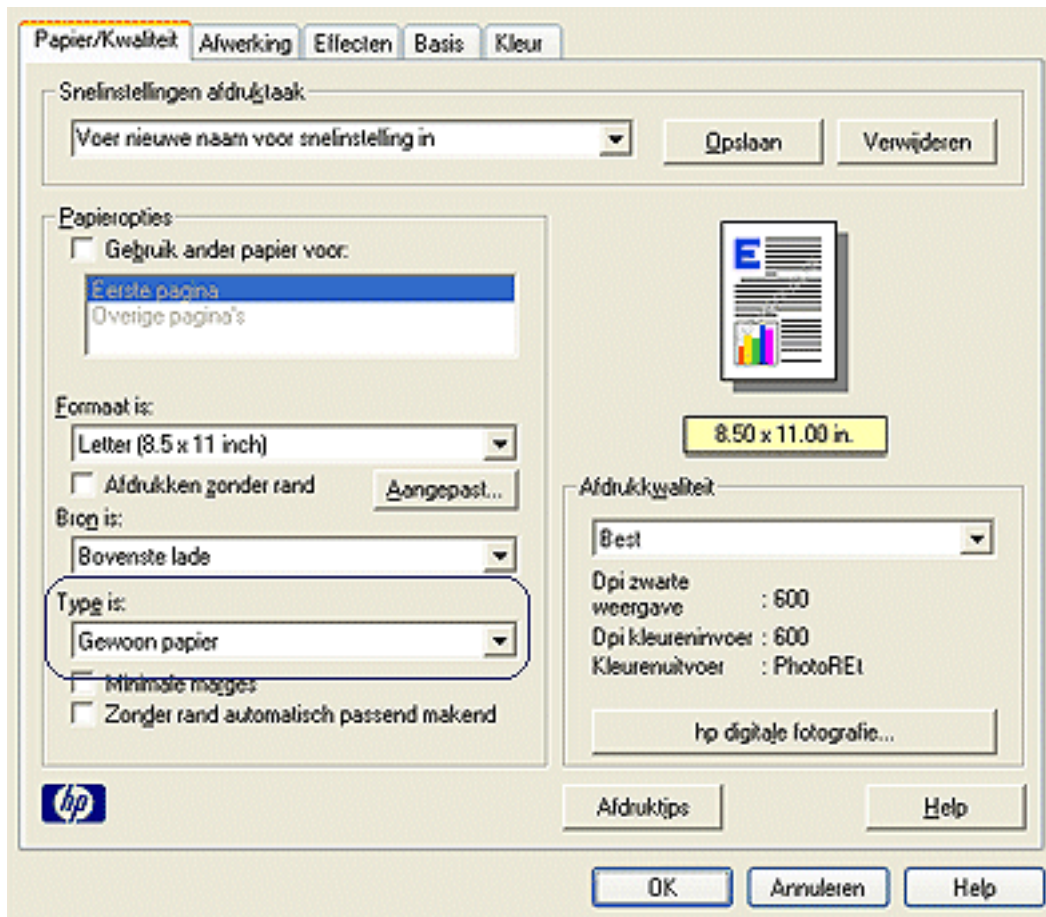 Papier/Kwaliteit Afwerking Effecten Basis Kleur
Snelinstellingen afdruktaak
Voer nieuwe naam voor snelinstelling in Opslaan Verwijderen
Papieropties
Gebruik ander papier voor:
Eerste pagina
Overige pagina's
E
Formaat is:
Letter (8.5 x 11 inch)
8.50 x 11.00 in.
Afdrukken zonder rand Aangepast...
Bron is:
Bovenste lade
Type is:
Gewoon papier
Minimale marges
Zonder rand automatisch passend makend
Afdrukkwaliteit
Best
Dpi zwarte
weergave : 600
Dpi kleureninvoer : 600
Kleurenuitvoer : PhotoREt
hp digitale fotografie...
hp Afdruktips Help
OK Annuleren Help